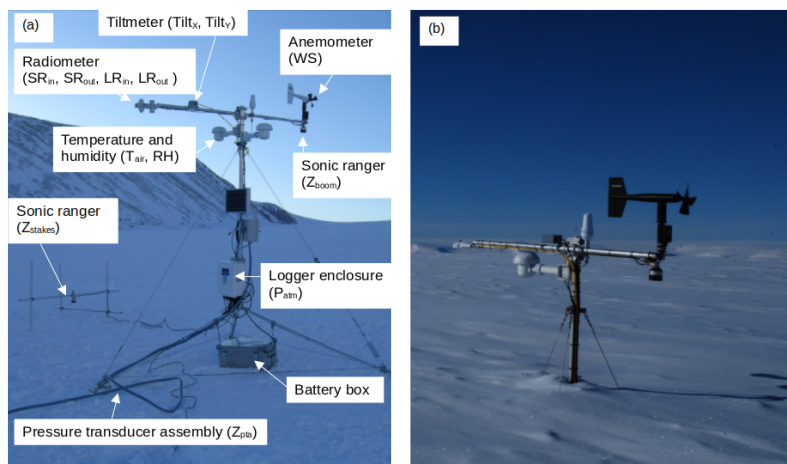 (a)
Tiltmeter (TiltX, TiltY)
Anemometer
(WS)
Radiometer
(SRin, SRout, LRin, LRout )
Temperature and
humidity (Tair, RH)
Sonic ranger
(Zboom)
Sonic ranger
(Zstakes)
Logger enclosure
(Patm)
Battery box
Pressure transducer assembly (Zpta)
(b)